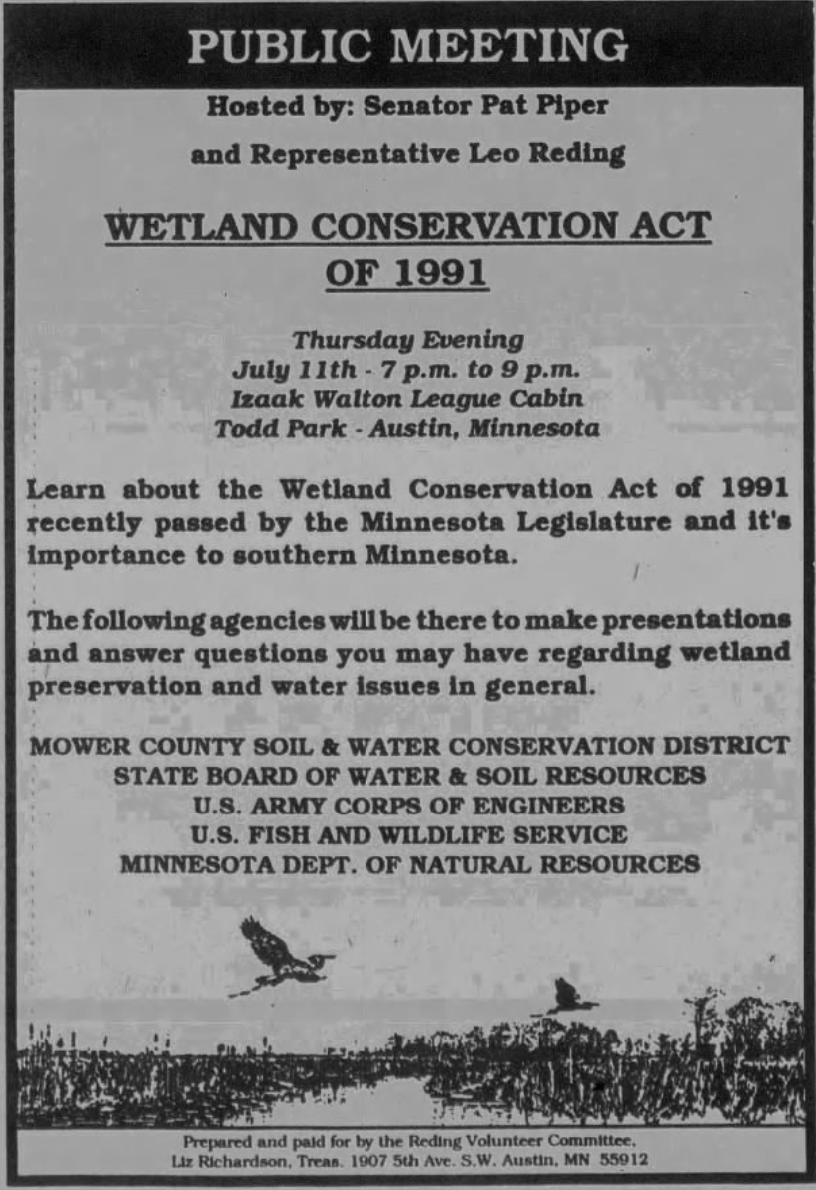 PUBLIC MEETING
Hosted by: Senator Pat Piper
and Representative Leo Reding
WETLAND CONSERVATION ACT
OF 1991
Thursday Evening
July 11th - 7 p.m. to 9 p.m.
Izaak Walton League Cabin
Todd Park - Austin, Minnesota
Learn about the Wetland Conservation Act of 1991
recently passed by the Minnesota Legislature and it's
importance to southern Minnesota.
The following agencies will be there to make presentations
and answer questions you may have regarding wetland
preservation and water issues in general.
MOWER COUNTY SOIL & WATER CONSERVATION DISTRICT
STATE BOARD OF WATER & SOIL RESOURCES
U.S. ARMY CORPS OF ENGINEERS
U.S. FISH AND WILDLIFE SERVICE
MINNESOTA DEPT. OF NATURAL RESOURCES
Prepared and paid for by the Reding Volunteer Committee,
Liz Richardson, Treas. 1907 5th Ave. S.W. Austin, MN 55912